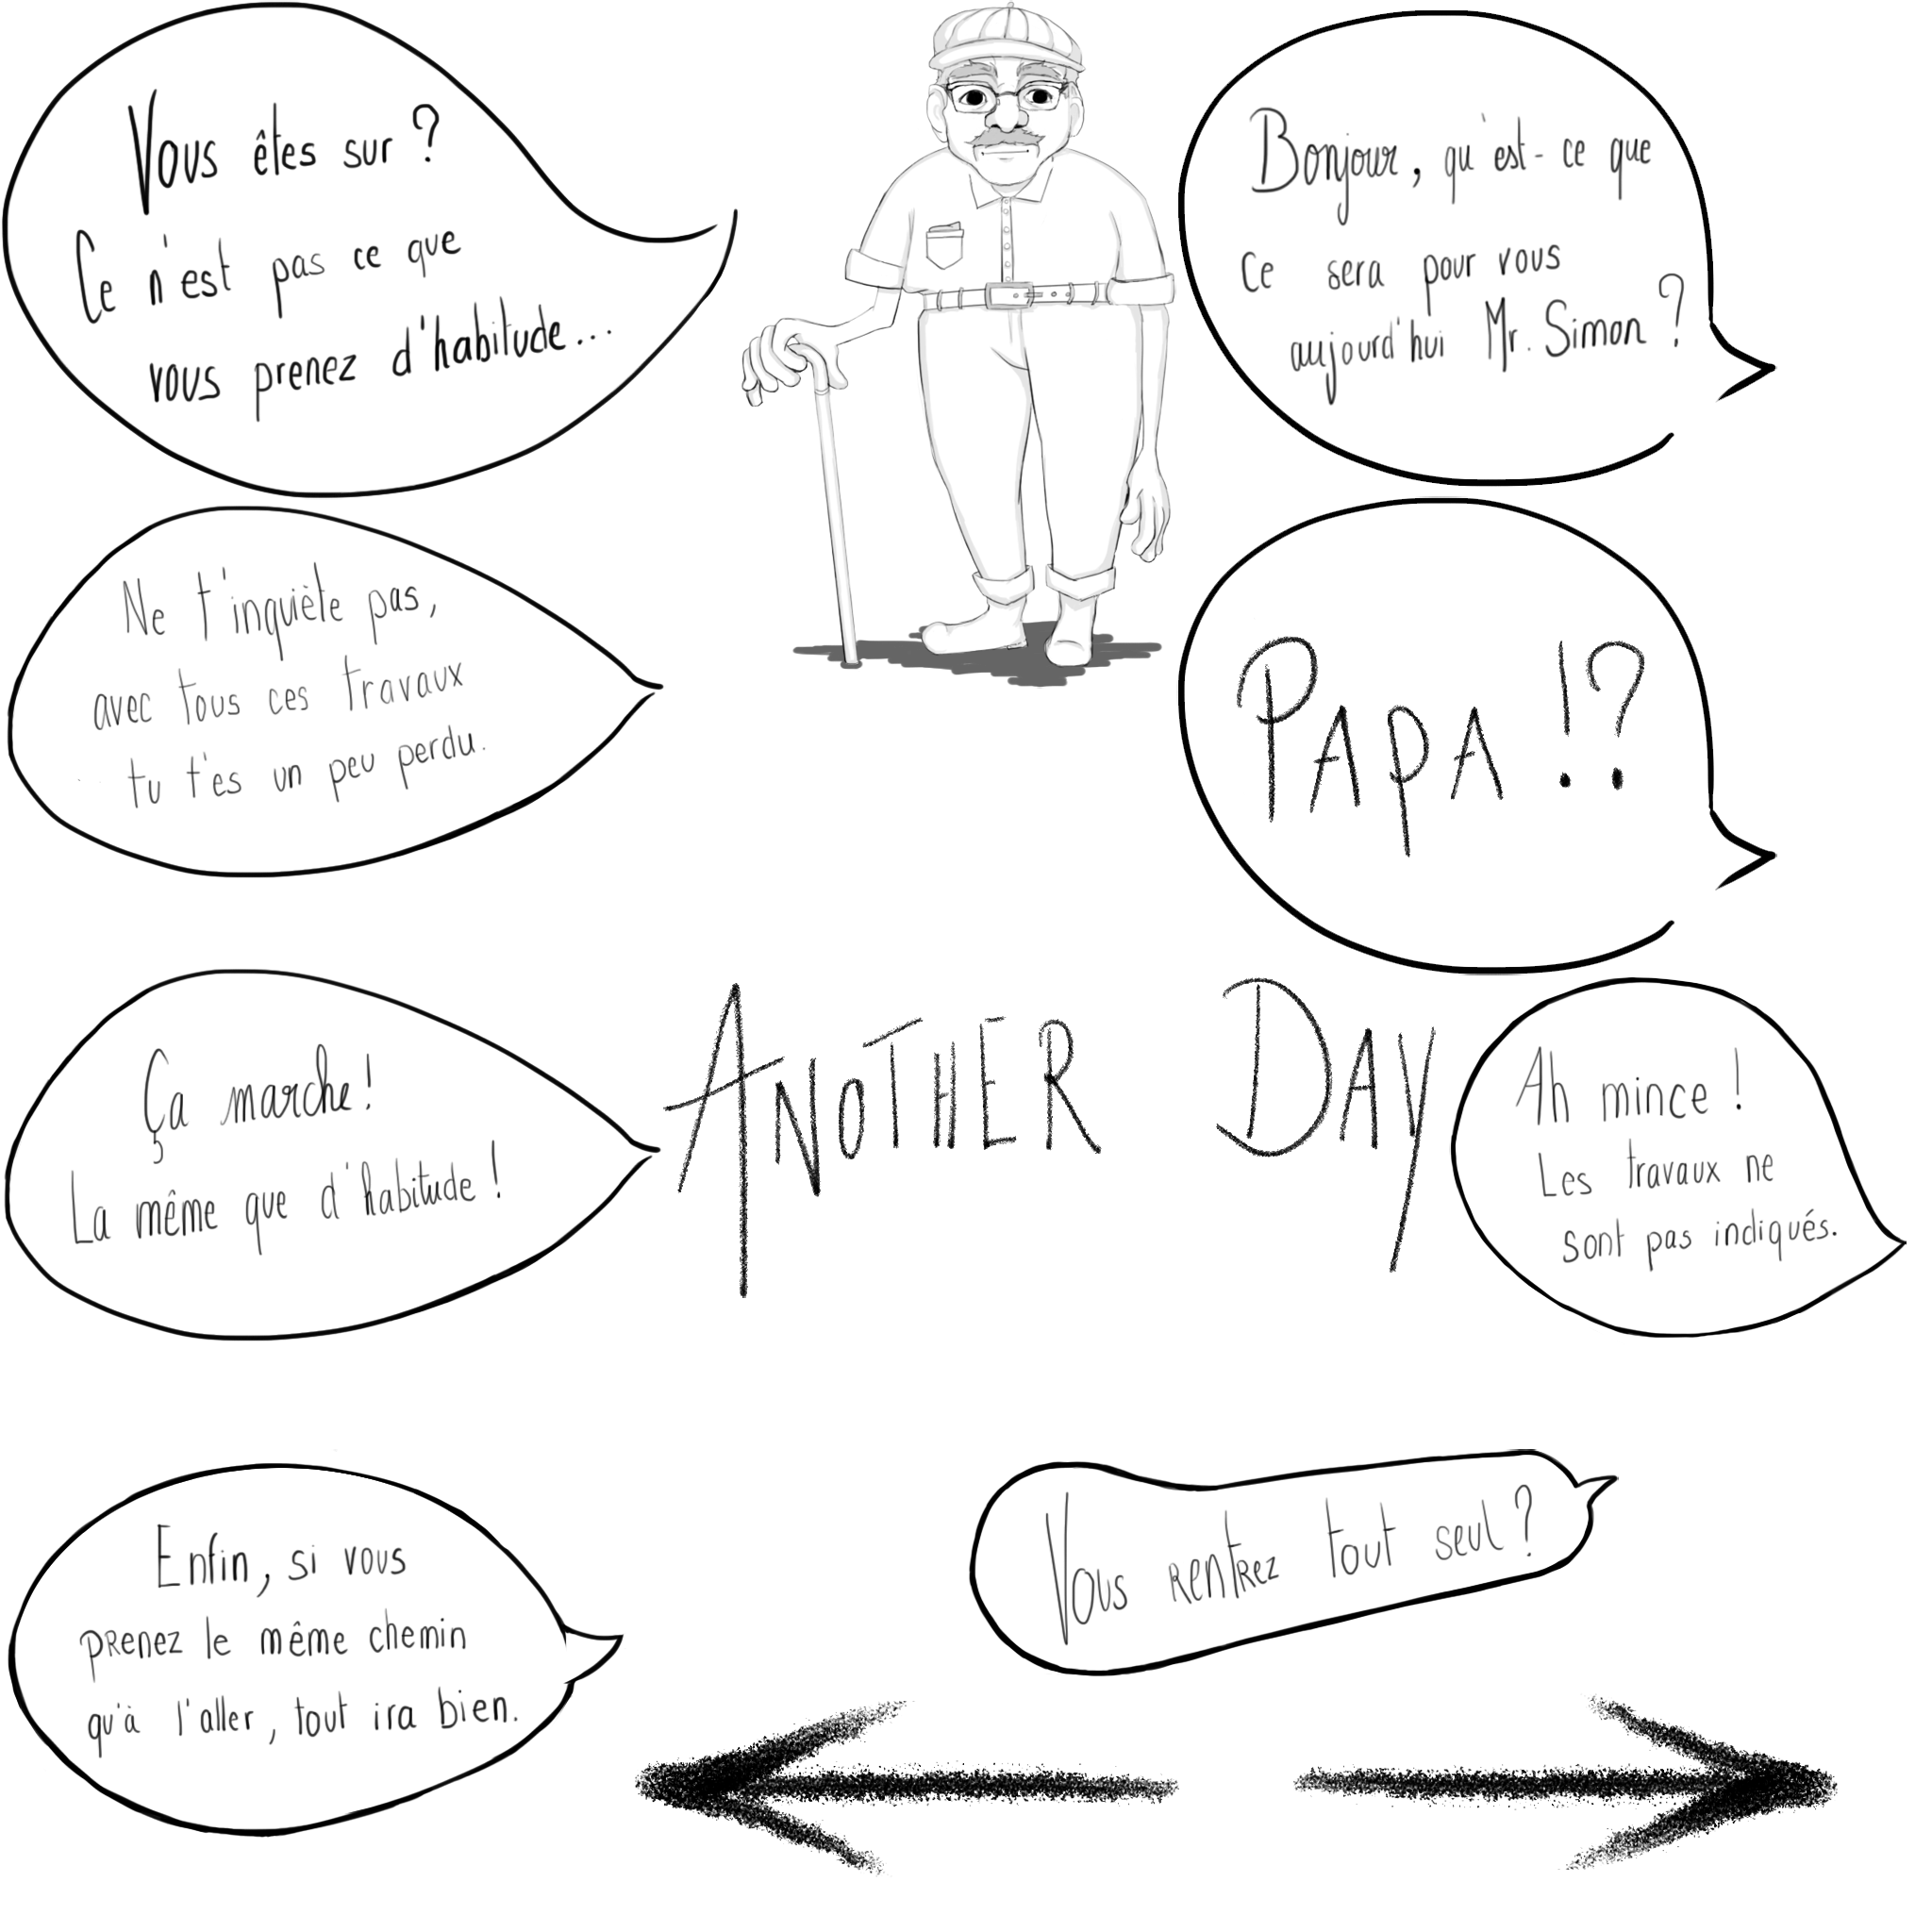 Vous êtes sur ?
Ce n'est pas ce que
vous prenez d'habitude...
Bonjour, qu'est-ce que
ce sera pour vous
aujourd'hui Mr. Simon ?
Ne t'inquiète pas,
avec tous ces travaux
tu t'es un peu perdu.
PAPA !?
Ça marche !
La même que d'habitude !
ANOTHER DAY
Ah mince !
Les travaux ne
sont pas indiqués.
Enfin, si vous
prenez le même chemin
qu'à l'aller, tout ira bien.
Vous rentrez tout seul ?